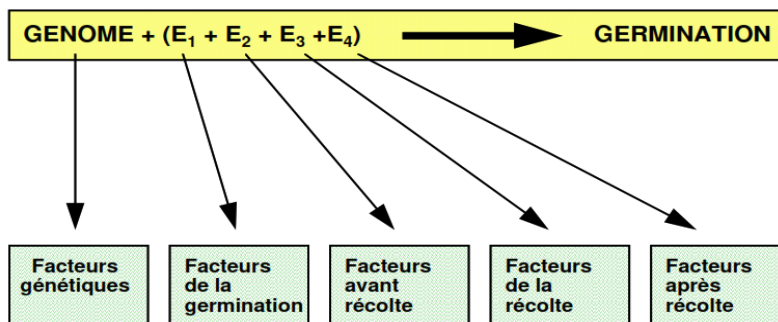 GENOME + (E₁ + E₂ + E₃ +E₄) GERMINATION
Facteurs
génétiques
Facteurs
de la
germination
Facteurs
avant
récolte
Facteurs
de la
récolte
Facteurs
après
récolte